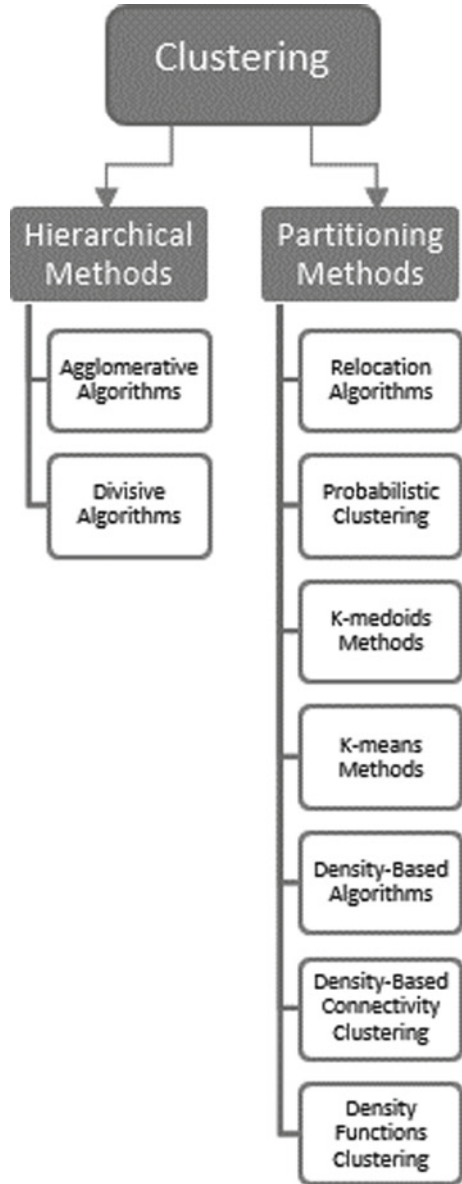 Clustering
Hierarchical
Methods
Agglomerative
Algorithms
Divisive
Algorithms
Partitioning
Methods
Relocation
Algorithms
Probabilistic
Clustering
K-medoids
Methods
K-means
Methods
Density-Based
Algorithms
Density-Based
Connectivity
Clustering
Density
Functions
Clustering